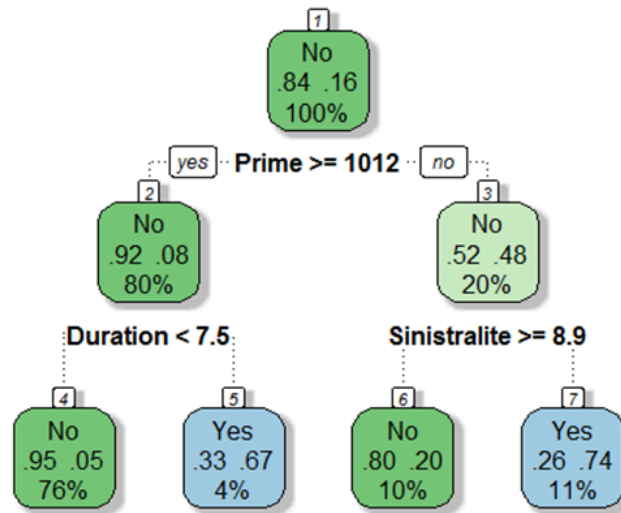 1
No
.84 .16
100%
yes Prime >= 1012 no
2
No
.92 .08
80%
3
No
.52 .48
20%
Duration < 7.5
Sinistralite >= 8.9
4
No
.95 .05
76%
5
Yes
.33 .67
4%
6
No
.80 .20
10%
7
Yes
.26 .74
11%